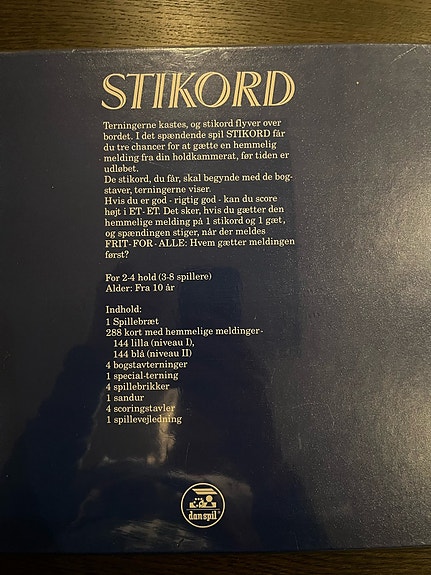 STIKORD
Terningerne kastes, og stikord flyver over
bordet. I det spændende spil STIKORD får
du tre chancer for at gætte en hemmelig
melding fra din holdkammerat, før tiden er
udløbet.
De stikord, du får, skal begynde med de bog-
staver, terningerne viser.
Hvis du er god - rigtig god - kan du score
højt i ET-ET. Det sker, hvis du gætter den
hemmelige melding på 1 stikord og 1 gæt,
og spændingen stiger, når der meldes
FRIT-FOR-ALLE: Hvem gætter meldingen
først?
For 2-4 hold (3-8 spillere)
Alder: Fra 10 år
Indhold:
1 Spillebræt
288 kort med hemmelige meldinger-
144 lilla (niveau I),
144 blå (niveau II)
4 bogstavterninger
1 special-terning
4 spillebrikker
1 sandur
4 scoringstavler
1 spillevejledning
danspil